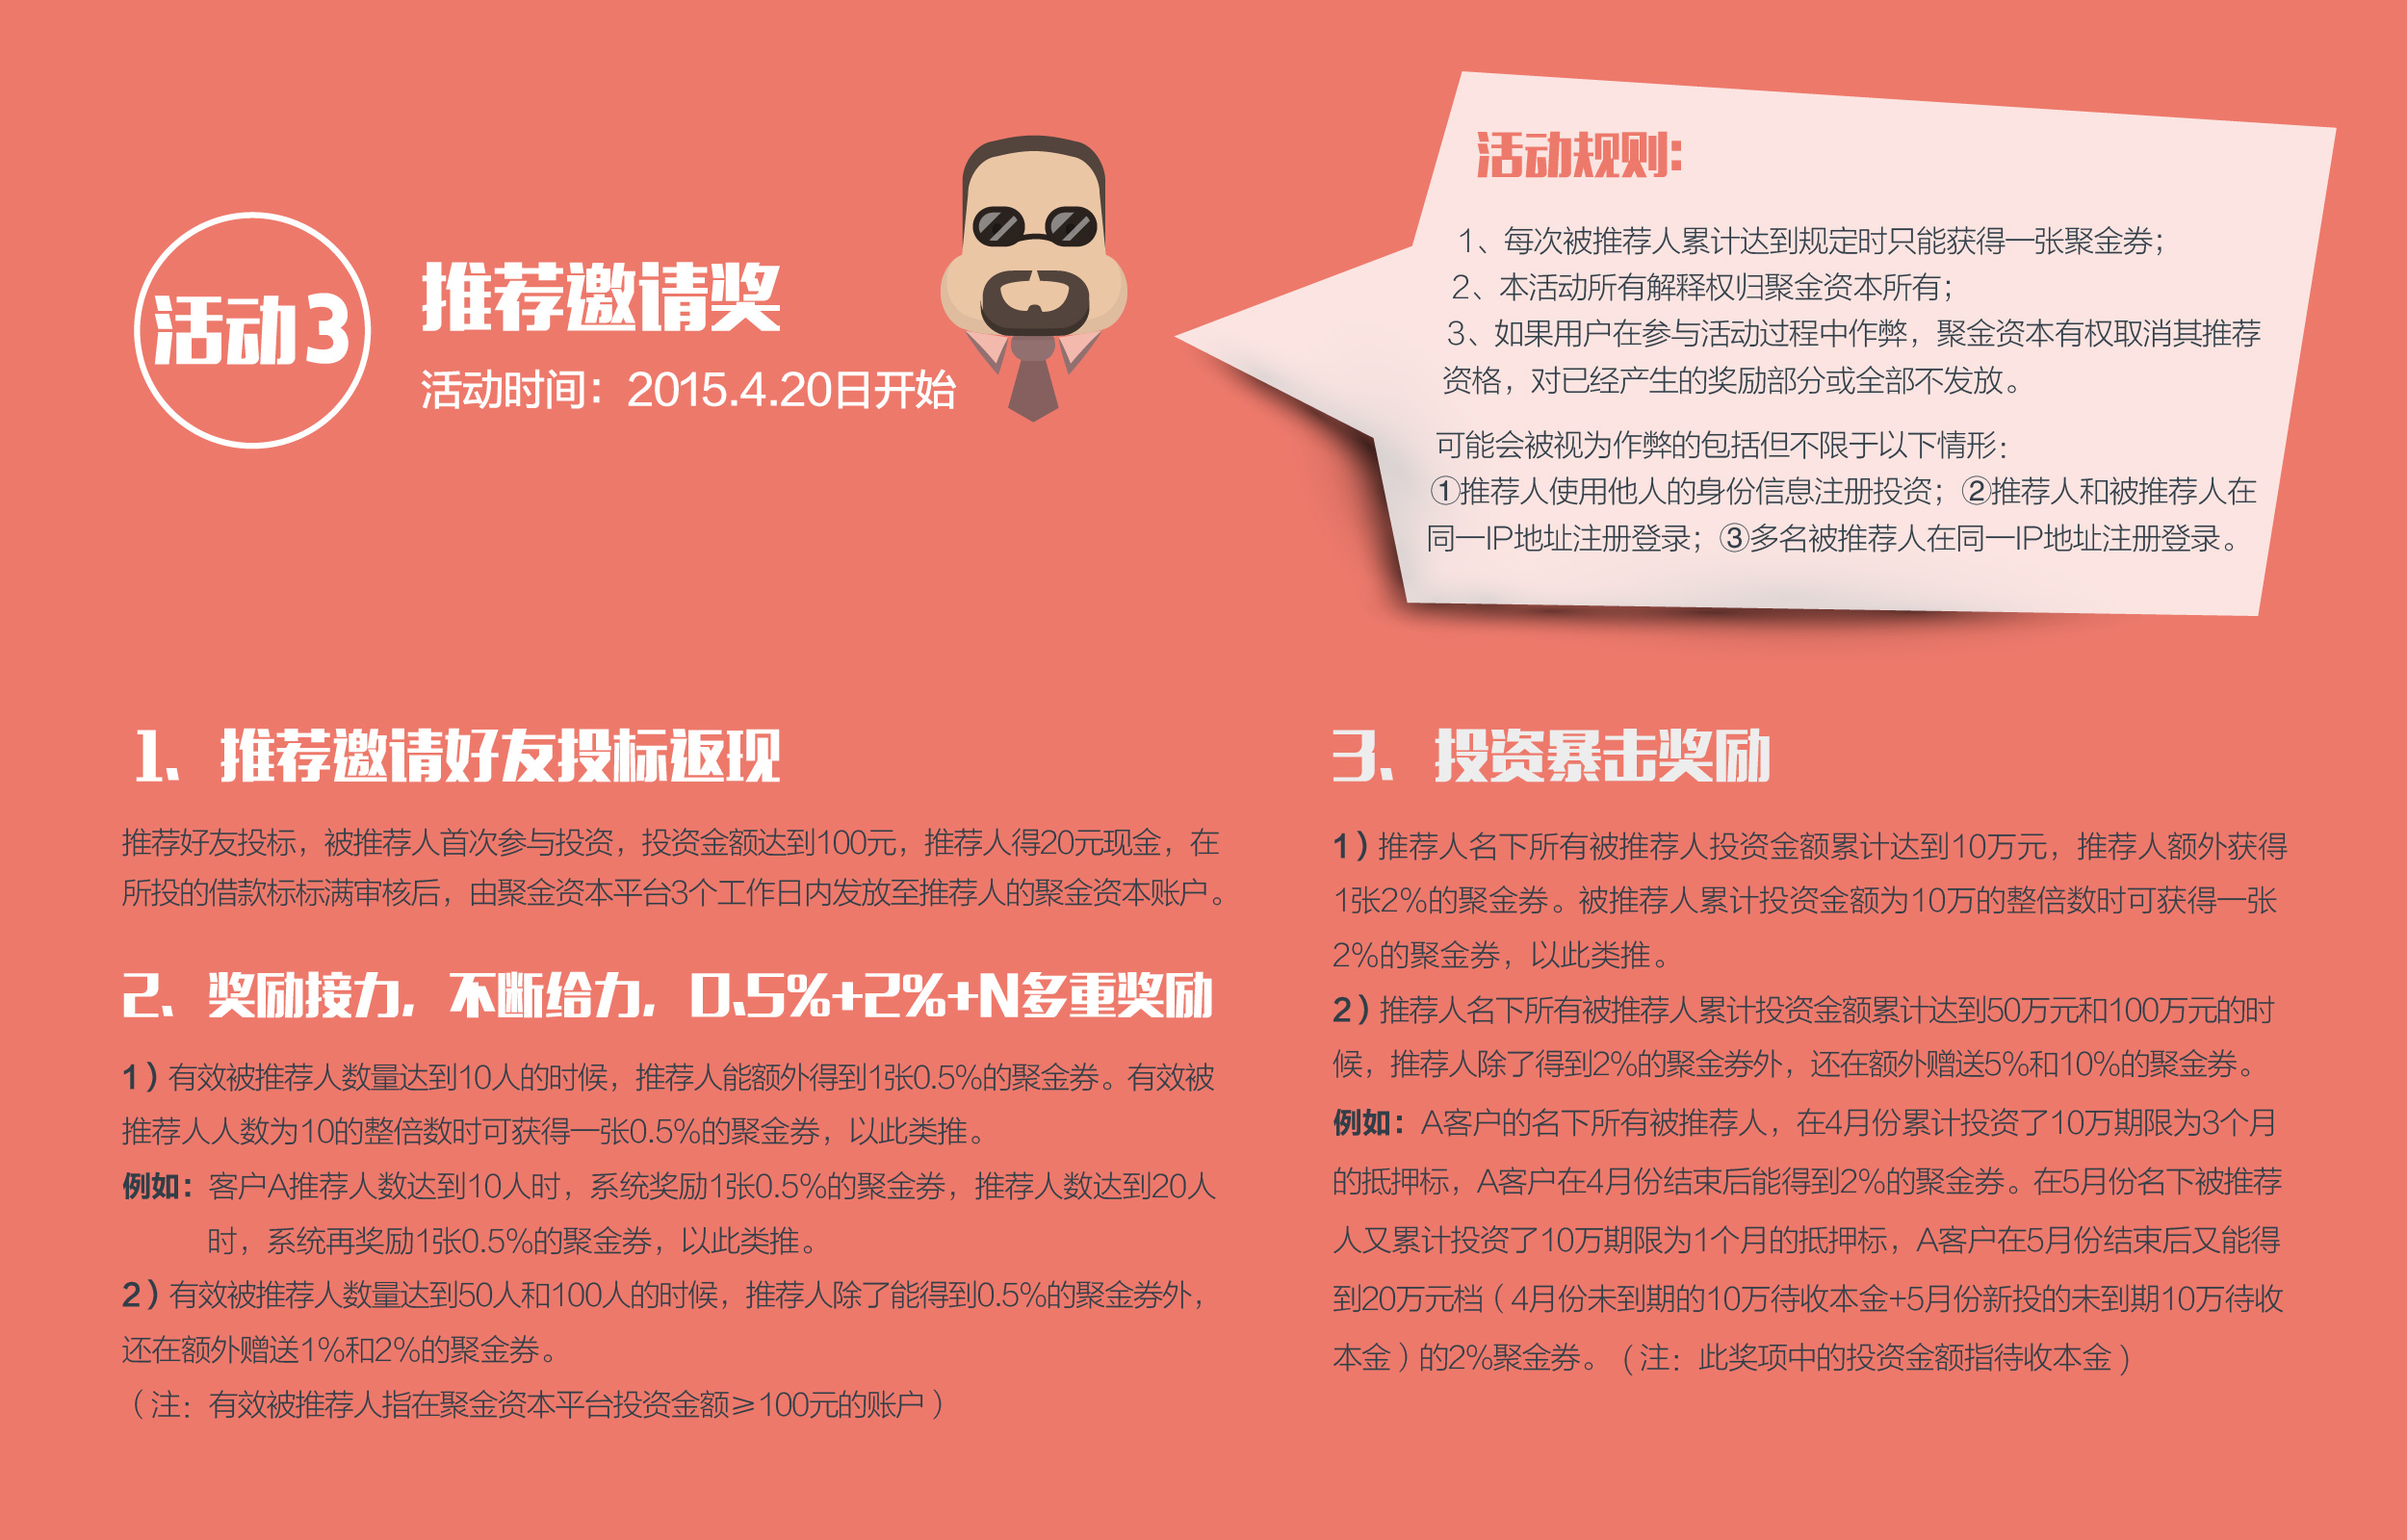 活动3
推荐邀请奖
活动时间：2015.4.20日开始
活动规则：
1、每次被推荐人累计达到规定时只能获得一张聚金券；
2、本活动所有解释权归聚金资本所有；
3、如果用户在参与活动过程中作弊，聚金资本有权取消其推荐
资格，对已经产生的奖励部分或全部不发放。
可能会被视为作弊的包括但不限于以下情形：
①推荐人使用他人的身份信息注册投资；②推荐人和被推荐人在
同一IP地址注册登录；③多名被推荐人在同一IP地址注册登录。
1、推荐邀请好友投标返现
推荐好友投标，被推荐人首次参与投资，投资金额达到100元，推荐人得20元现金，在
所投的借款标标满审核后，由聚金资本平台3个工作日内发放至推荐人的聚金资本账户。
2、奖励接力，不断给力，0.5%+2%+N多重奖励
1）有效被推荐人数量达到10人的时候，推荐人能额外得到1张0.5%的聚金券。有效被
推荐人人数为10的整倍数时可获得一张0.5%的聚金券，以此类推。
例如：客户A推荐人数达到10人时，系统奖励1张0.5%的聚金券，推荐人数达到20人
时，系统再奖励1张0.5%的聚金券，以此类推。
2）有效被推荐人数量达到50人和100人的时候，推荐人除了能得到0.5%的聚金券外，
还在额外赠送1%和2%的聚金券。
（注：有效被推荐人指在聚金资本平台投资金额≥100元的账户）
3、投资暴击奖励
1）推荐人名下所有被推荐人投资金额累计达到10万元，推荐人额外获得
1张2%的聚金券。被推荐人累计投资金额为10万的整倍数时可获得一张
2%的聚金券，以此类推。
2）推荐人名下所有被推荐人累计投资金额累计达到50万元和100万元的时
候，推荐人除了得到2%的聚金券外，还在额外赠送5%和10%的聚金券。
例如：A客户的名下所有被推荐人，在4月份累计投资了10万期限为3个月
的抵押标，A客户在4月份结束后能得到2%的聚金券。在5月份名下被推荐
人又累计投资了10万期限为1个月的抵押标，A客户在5月份结束后又能得
到20万元档（4月份未到期的10万待收本金+5月份新投的未到期10万待收
本金）的2%聚金券。（注：此奖项中的投资金额指待收本金）